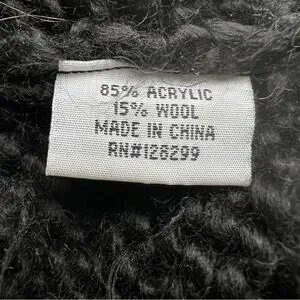 85% ACRYLIC
15% WOOL
MADE IN CHINA
RN#128299